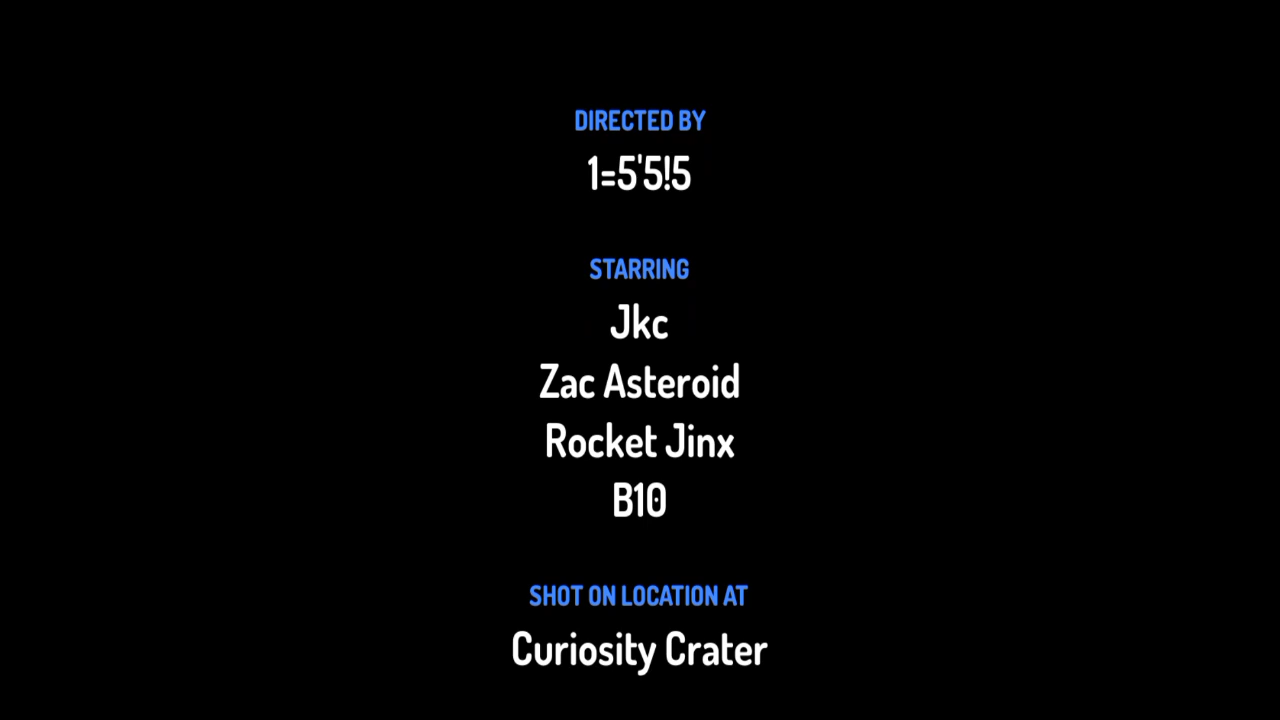 DIRECTED BY
1=5'5!5
STARRING
Jkc
Zac Asteroid
Rocket Jinx
B10
SHOT ON LOCATION AT
Curiosity Crater